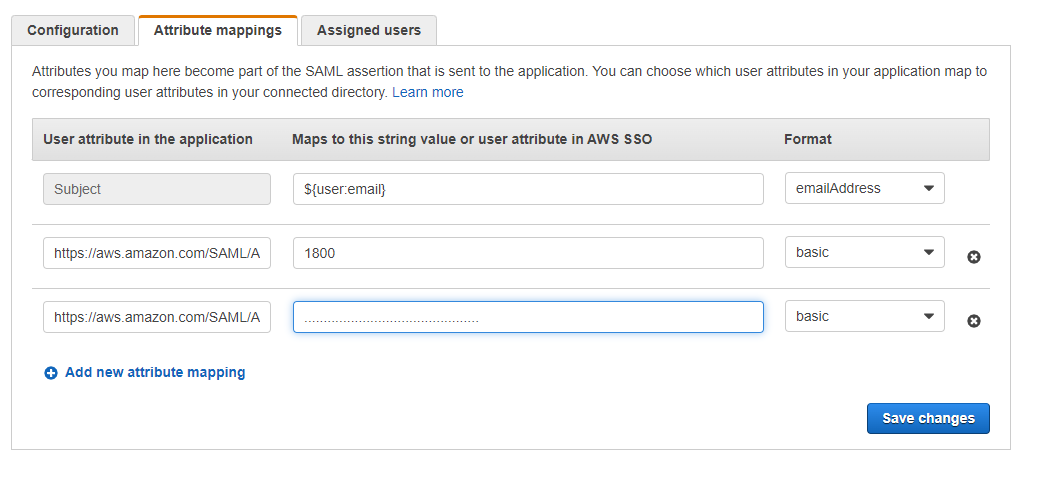 Configuration
Attribute mappings
Assigned users
Attributes you map here become part of the SAML assertion that is sent to the application. You can choose which user attributes in your application map to
corresponding user attributes in your connected directory. Learn more
User attribute in the application Maps to this string value or user attribute in AWS SSO Format
Subject ${user:email} emailAddress
https://aws.amazon.com/SAML/A 1800 basic
https://aws.amazon.com/SAML/A ............................................. basic
Add new attribute mapping
Save changes